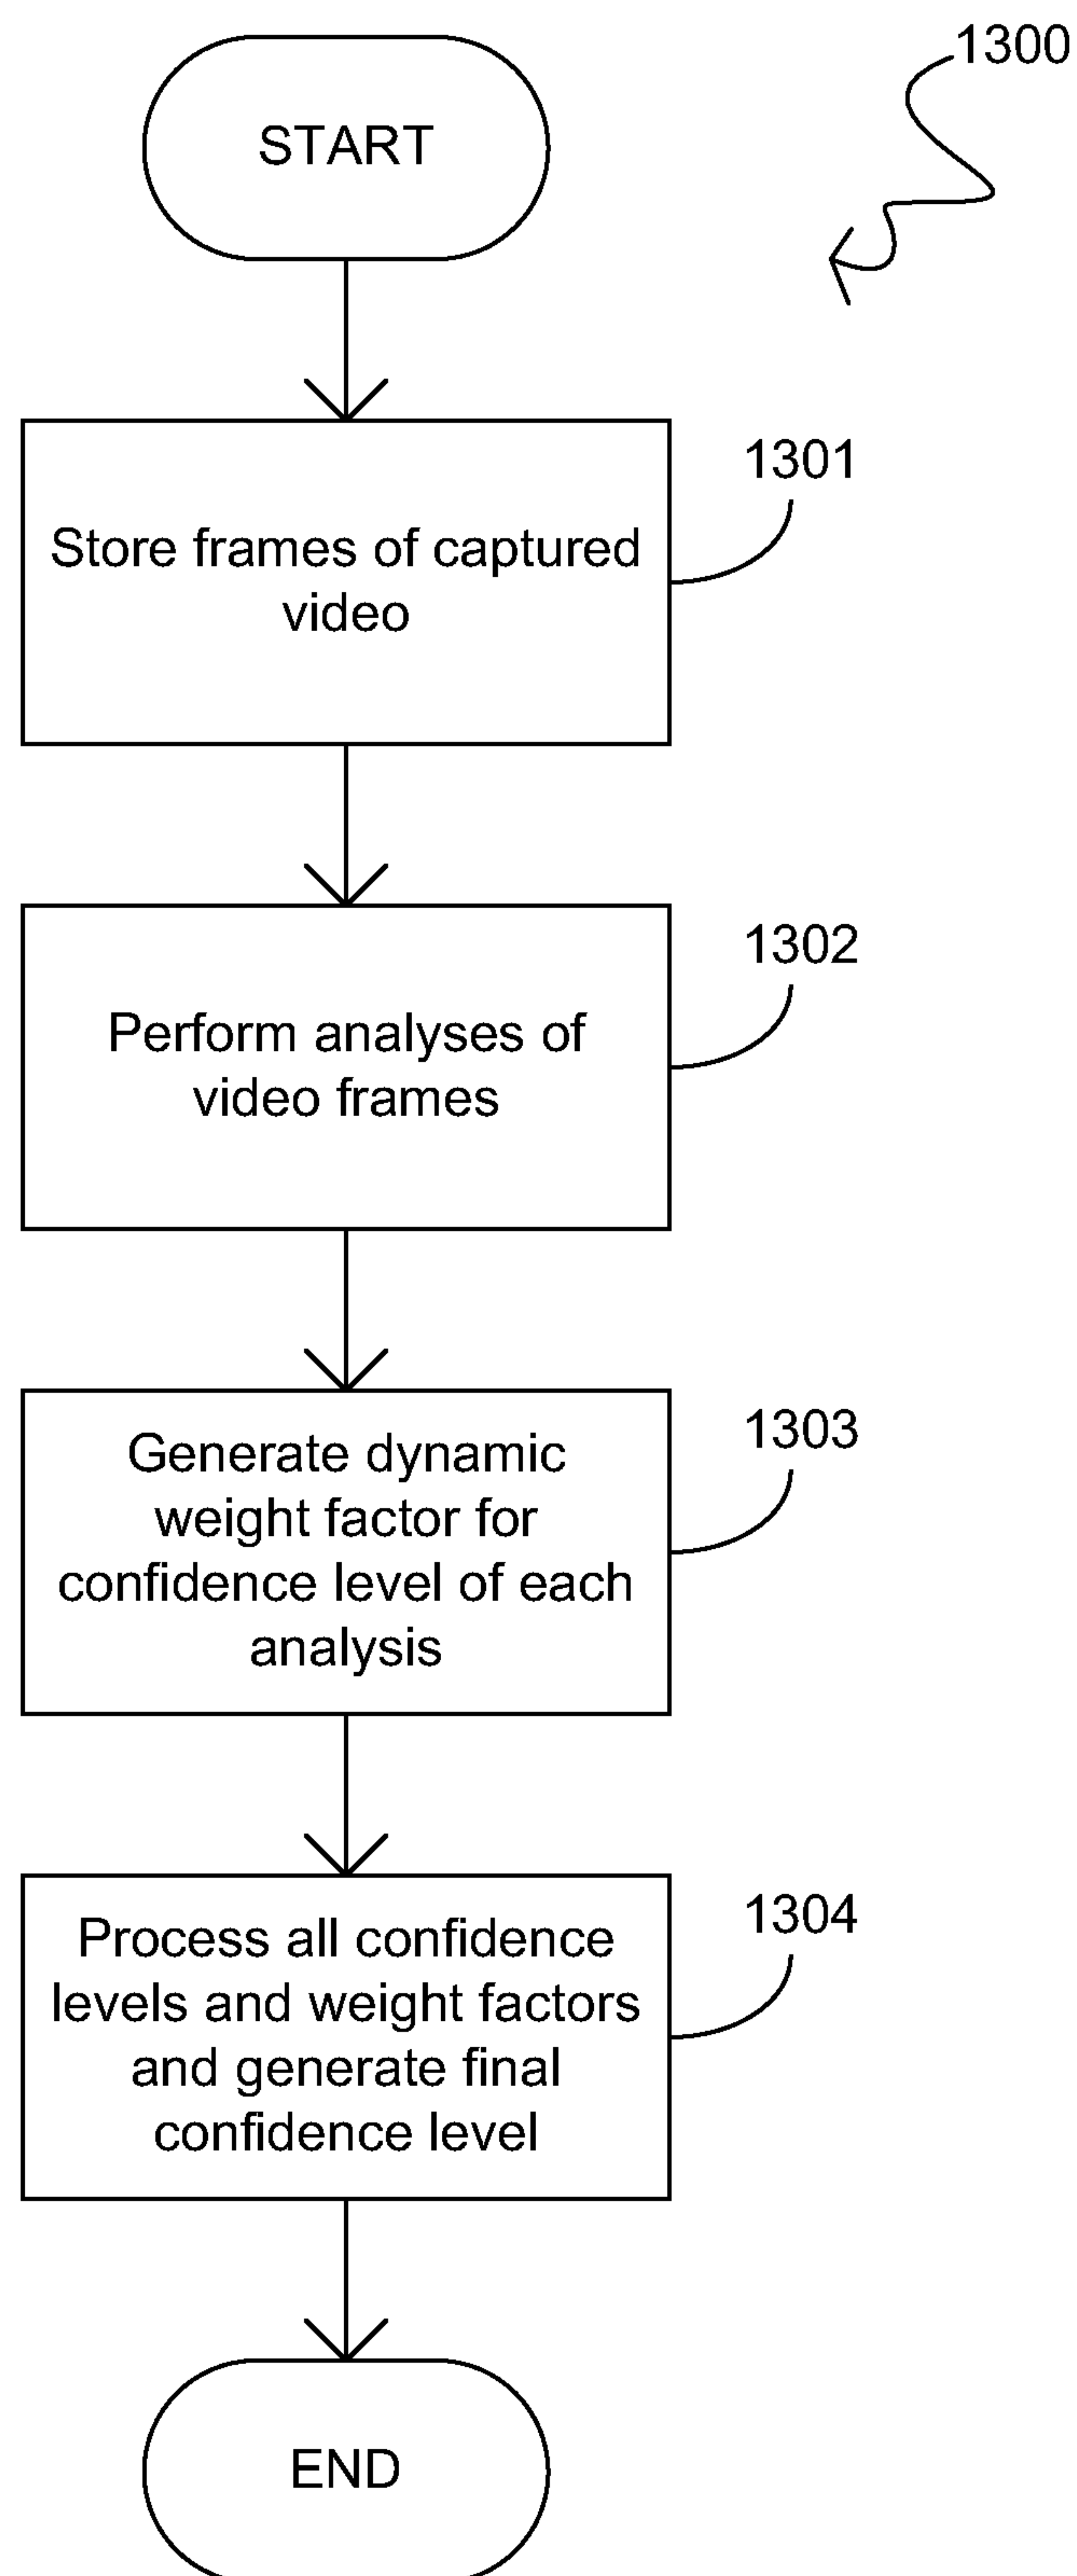 1300
START
1301
Store frames of captured
video
1302
Perform analyses of
video frames
1303
Generate dynamic
weight factor for
confidence level of each
analysis
1304
Process all confidence
levels and weight factors
and generate final
confidence level
END